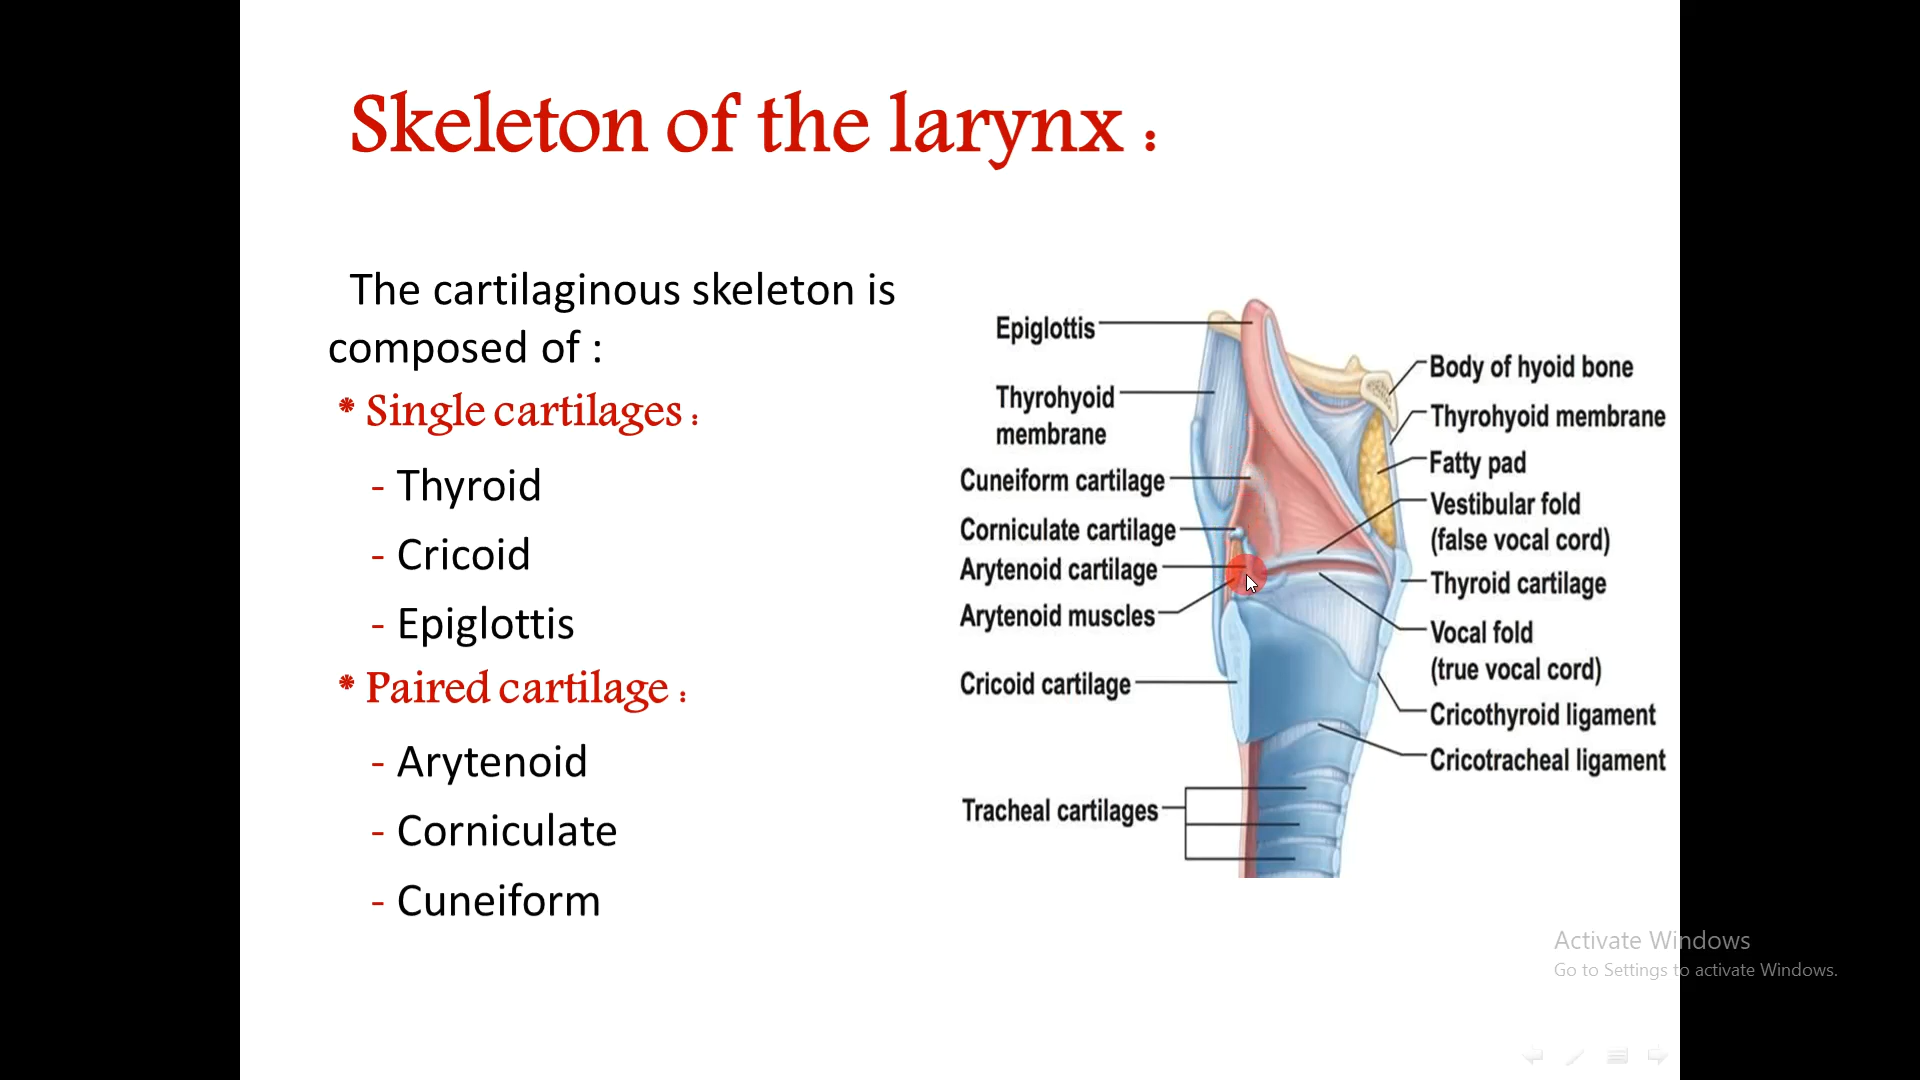 Skeleton of the larynx :
The cartilaginous skeleton is
composed of :
* Single cartilages :
- Thyroid
- Cricoid
- Epiglottis
* Paired cartilage :
- Arytenoid
- Corniculate
- Cuneiform
Epiglottis
Thyrohyoid
membrane
Cuneiform cartilage
Corniculate cartilage
Arytenoid cartilage
Arytenoid muscles
Cricoid cartilage
Tracheal cartilages
Body of hyoid bone
Thyrohyoid membrane
Fatty pad
Vestibular fold
(false vocal cord)
Thyroid cartilage
Vocal fold
(true vocal cord)
Cricothyroid ligament
Cricotracheal ligament
Activate Windows
Go to Settings to activate Windows.